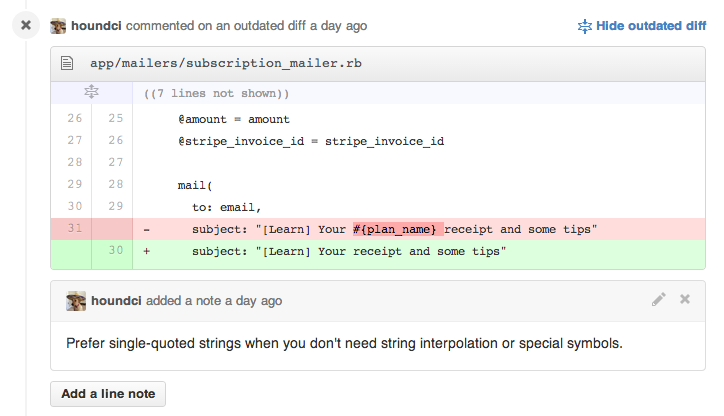 houndci commented on an outdated diff a day ago Hide outdated diff
app/mailers/subscription_mailer.rb
((7 lines not shown))
26 25 @amount = amount
27 26 @stripe_invoice_id = stripe_invoice_id
28 27
29 28 mail(
30 29 to: email,
31 - subject: "[Learn] Your #{plan_name} receipt and some tips"
30 + subject: "[Learn] Your receipt and some tips"
houndci added a note a day ago
Prefer single-quoted strings when you don't need string interpolation or special symbols.
Add a line note